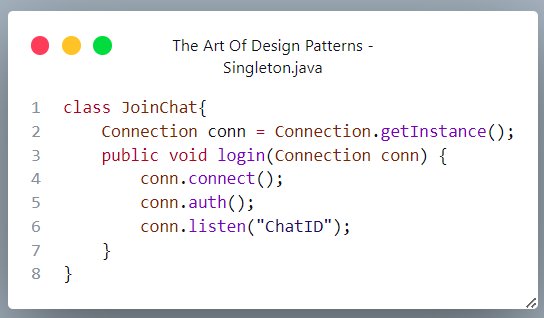 The Art Of Design Patterns -
Singleton.java
1 class JoinChat{
2     Connection conn = Connection.getInstance();
3     public void login(Connection conn) {
4         conn.connect();
5         conn.auth();
6         conn.listen("ChatID");
7     }
8 }